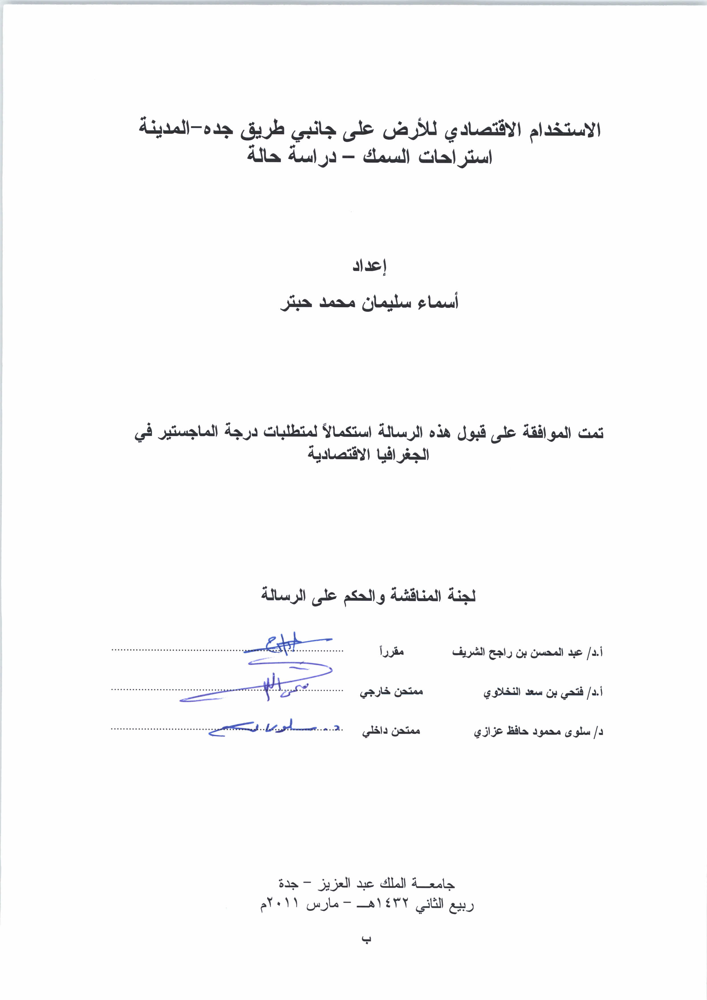 الاستخدام الاقتصادي للأرض على جانبي طريق جده-المدينة
استراحات السمك – دراسة حالة
إعداد
أسماء سليمان محمد حبتر
تمت الموافقة على قبول هذه الرسالة استكمالاً لمتطلبات درجة الماجستير في
الجغرافيا الاقتصادية
لجنة المناقشة والحكم على الرسالة
أ.د/ عبد المحسن بن راجح الشريف مقرراً
أ.د/ فتحي بن سعد النخلاوي ممتحن خارجي
د/ سلوى محمود حافظ عزازي ممتحن داخلي
جامعـــة الملك عبد العزيز – جدة
ربيع الثاني ١٤٣٢هـــ – مارس ٢٠١١م
ب